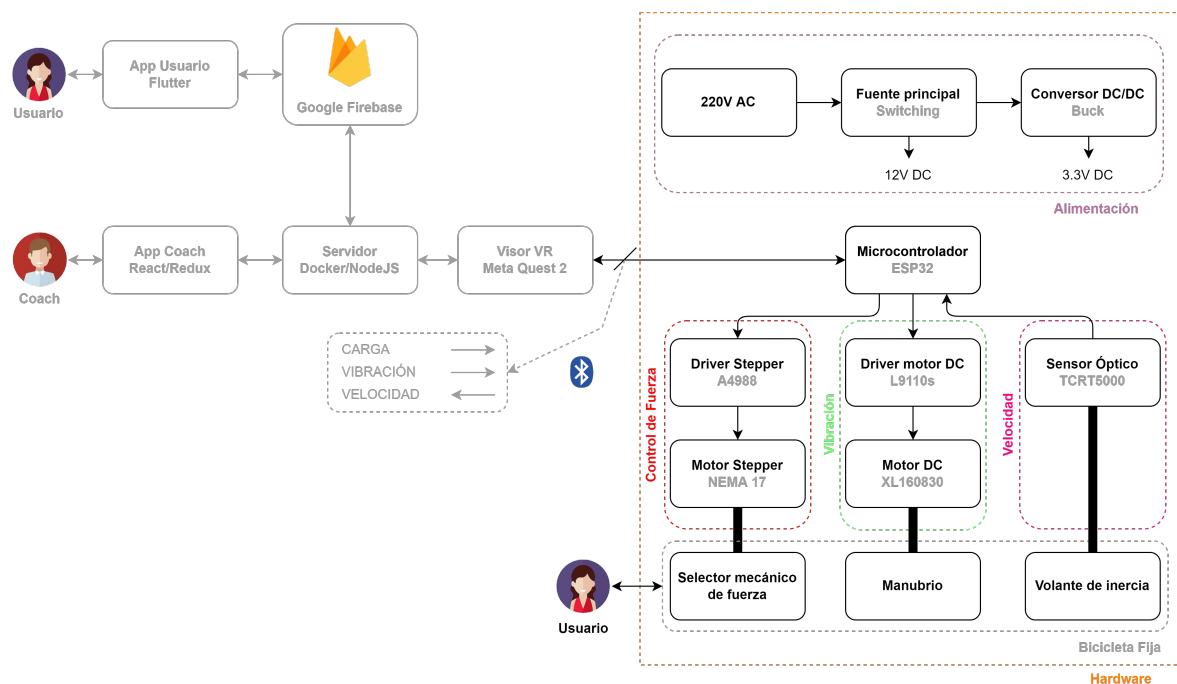 Usuario
App Usuario
Flutter
Google Firebase
Coach
App Coach
React/Redux
Servidor
Docker/NodeJS
Visor VR
Meta Quest 2
CARGA
VIBRACIÓN
VELOCIDAD
220V AC
Fuente principal
Switching
Conversor DC/DC
Buck
12V DC
3.3V DC
Alimentación
Microcontrolador
ESP32
Control de Fuerza
Driver Stepper
A4988
Motor Stepper
NEMA 17
Vibración
Driver motor DC
L9110s
Motor DC
XL160830
Velocidad
Sensor Óptico
TCRT5000
Usuario
Selector mecánico
de fuerza
Manubrio
Volante de inercia
Bicicleta Fija
Hardware